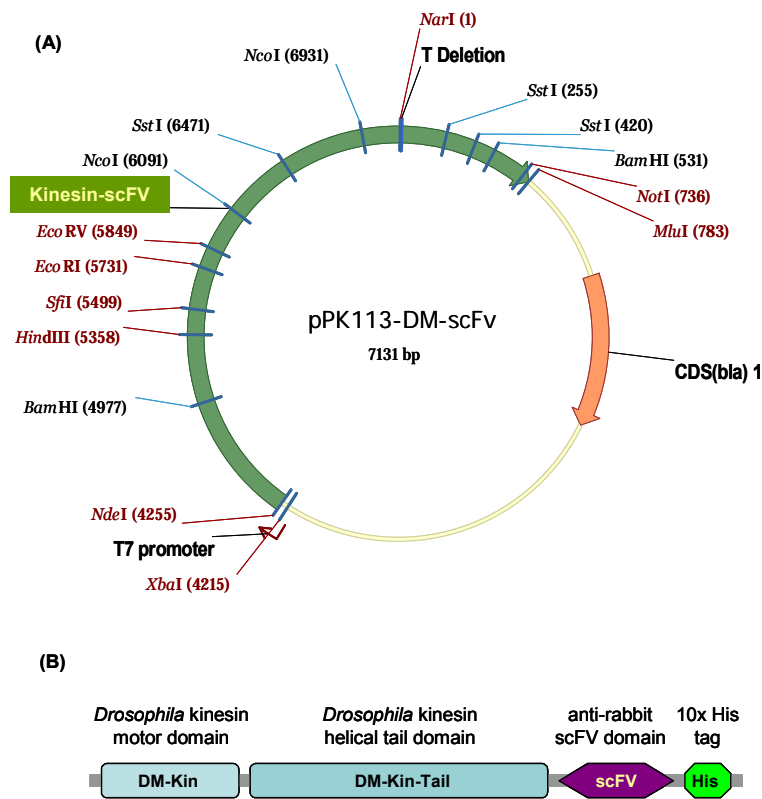 (A)
NarI (1)
T Deletion
NcoI (6931)
SstI (255)
SstI (6471)
SstI (420)
NcoI (6091)
BamHI (531)
Kinesin-scFV
NotI (736)
EcoRV (5849)
MluI (783)
EcoRI (5731)
SfiI (5499)
pPK113-DM-scFv
HindIII (5358)
7131 bp
CDS(bla) 1
BamHI (4977)
NdeI (4255)
T7 promoter
XbaI (4215)
(B)
Drosophila kinesin
motor domain
Drosophila kinesin
helical tail domain
anti-rabbit
scFV domain
10x His
tag
DM-Kin
DM-Kin-Tail
scFV
His